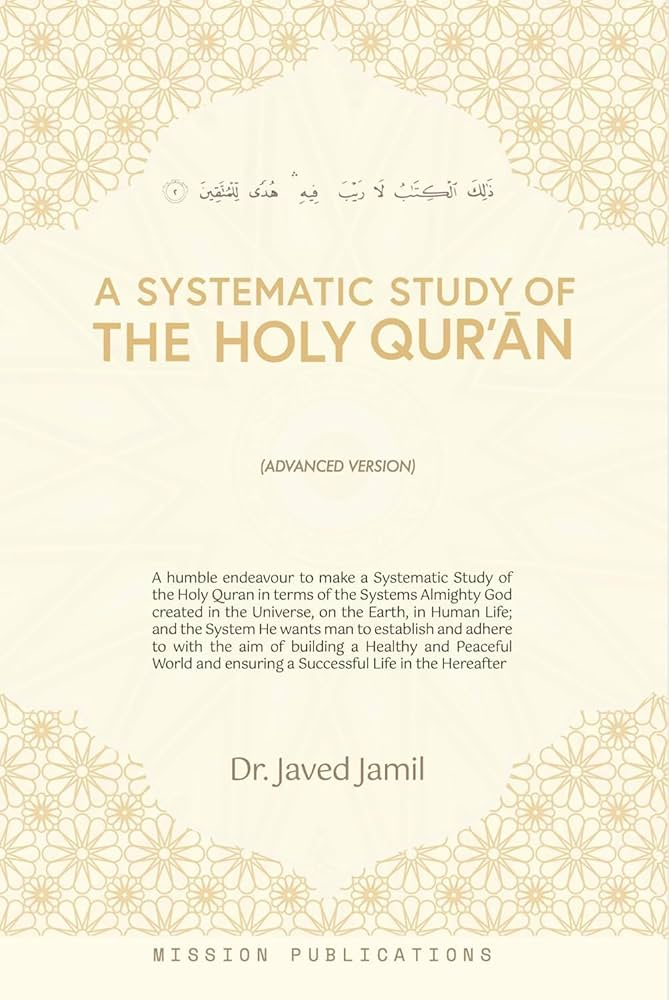 ذَٰلِكَ ٱلْكِتَـٰبُ لَا رَيْبَ ۛ فِيهِ ۛ هُدًى لِّلْمُتَّقِينَ ٢
A SYSTEMATIC STUDY OF
THE HOLY QUR'ĀN
(ADVANCED VERSION)
A humble endeavour to make a Systematic Study of
the Holy Quran in terms of the Systems Almighty God
created in the Universe, on the Earth, in Human Life;
and the System He wants man to establish and adhere
to with the aim of building a Healthy and Peaceful
World and ensuring a Successful Life in the Hereafter
Dr. Javed Jamil
MISSION PUBLICATIONS